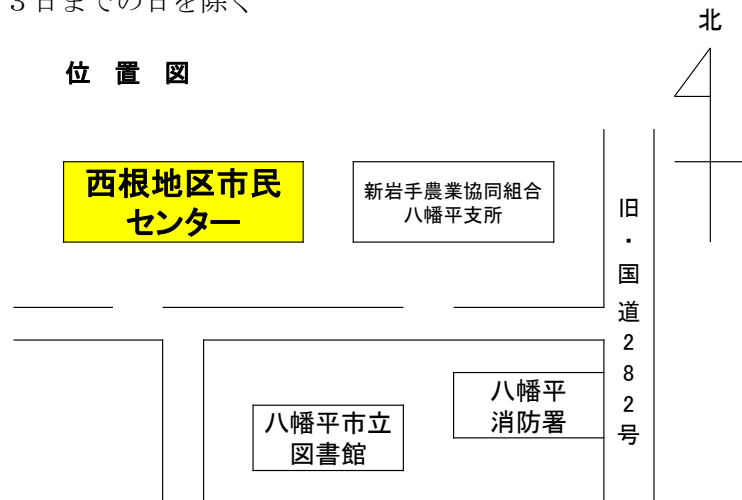 ３日までの日を除く
北
位 置 図
西根地区市民
センター
新岩手農業協同組合
八幡平支所
旧・国道２８２号
八幡平
消防署
八幡平市立
図書館